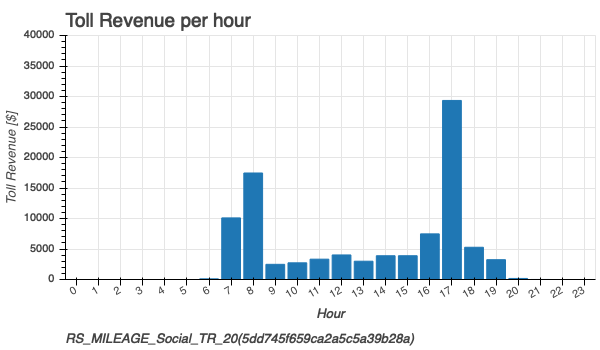 Toll Revenue per hour
40000
35000
30000
25000
20000
15000
10000
5000
0
Toll Revenue [$]
0 1 2 3 4 5 6 7 8 9 10 11 12 13 14 15 16 17 18 19 20 21 22 23
Hour
RS_MILEAGE_Social_TR_20(5dd745f659ca2a5c5a39b28a)